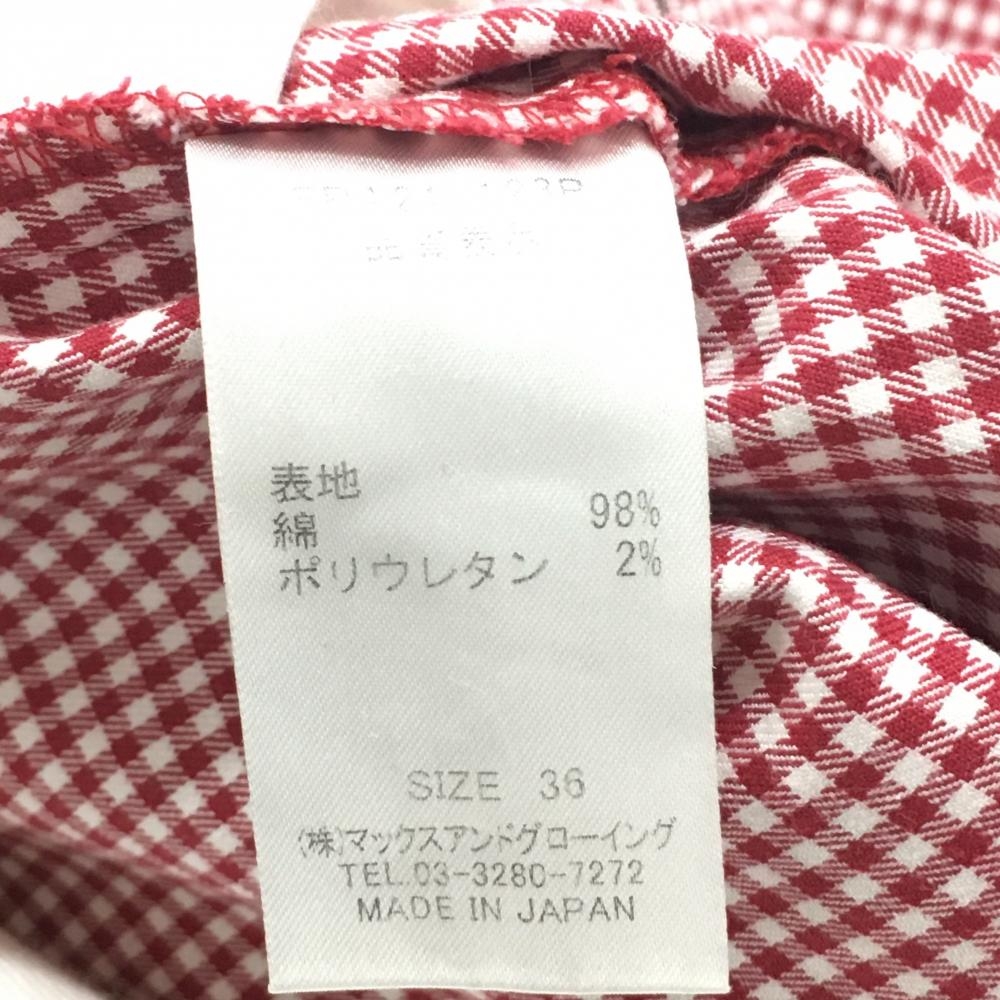 表地
綿 98%
ポリウレタン 2%
SIZE 36
(株)マックスアンドグローイング
TEL.03-3280-7272
MADE IN JAPAN